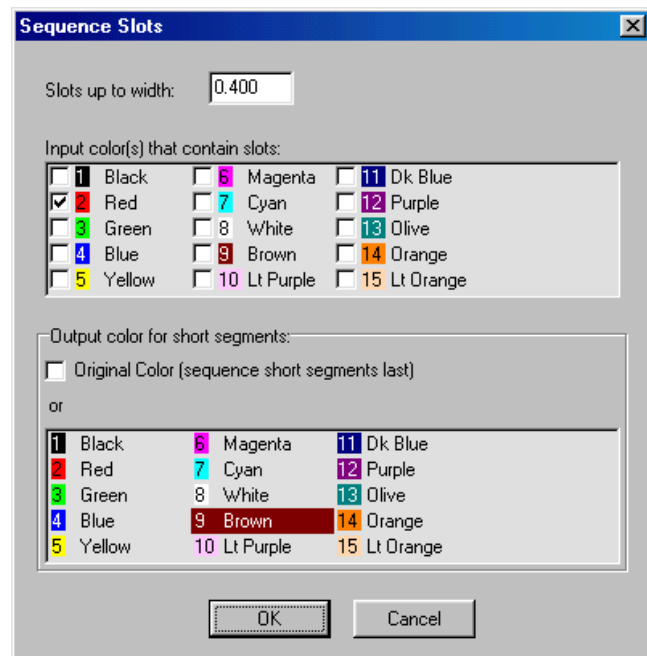 Sequence Slots
Slots up to width: 0.400
Input color(s) that contain slots:
1 Black 6 Magenta 11 Dk Blue
2 Red 7 Cyan 12 Purple
3 Green 8 White 13 Olive
4 Blue 9 Brown 14 Orange
5 Yellow 10 Lt Purple 15 Lt Orange
Output color for short segments:
Original Color (sequence short segments last)
or
1 Black 6 Magenta 11 Dk Blue
2 Red 7 Cyan 12 Purple
3 Green 8 White 13 Olive
4 Blue 9 Brown 14 Orange
5 Yellow 10 Lt Purple 15 Lt Orange
OK Cancel